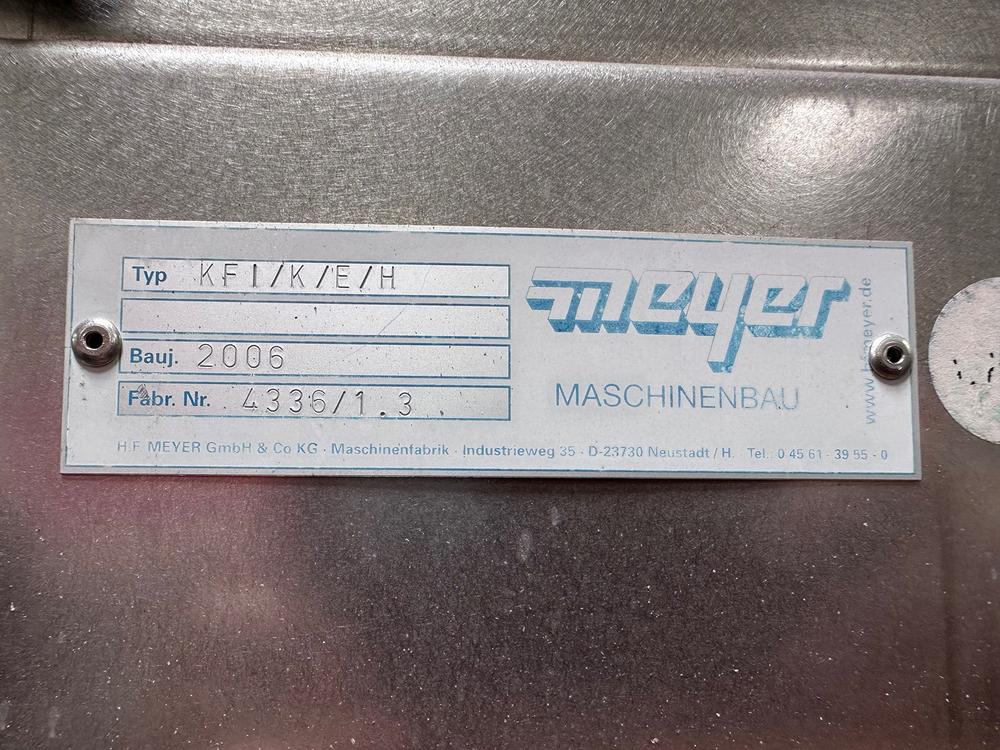 Typ KFI/K/E/H
Bauj. 2006
Fabr. Nr. 4336/1.3
meyer
MASCHINENBAU
www.hfmeyer.de
H.F. MEYER GmbH & Co KG · Maschinenfabrik · Industrieweg 35 · D-23730 Neustadt / H. Tel.: 0 45 61 - 39 55 - 0